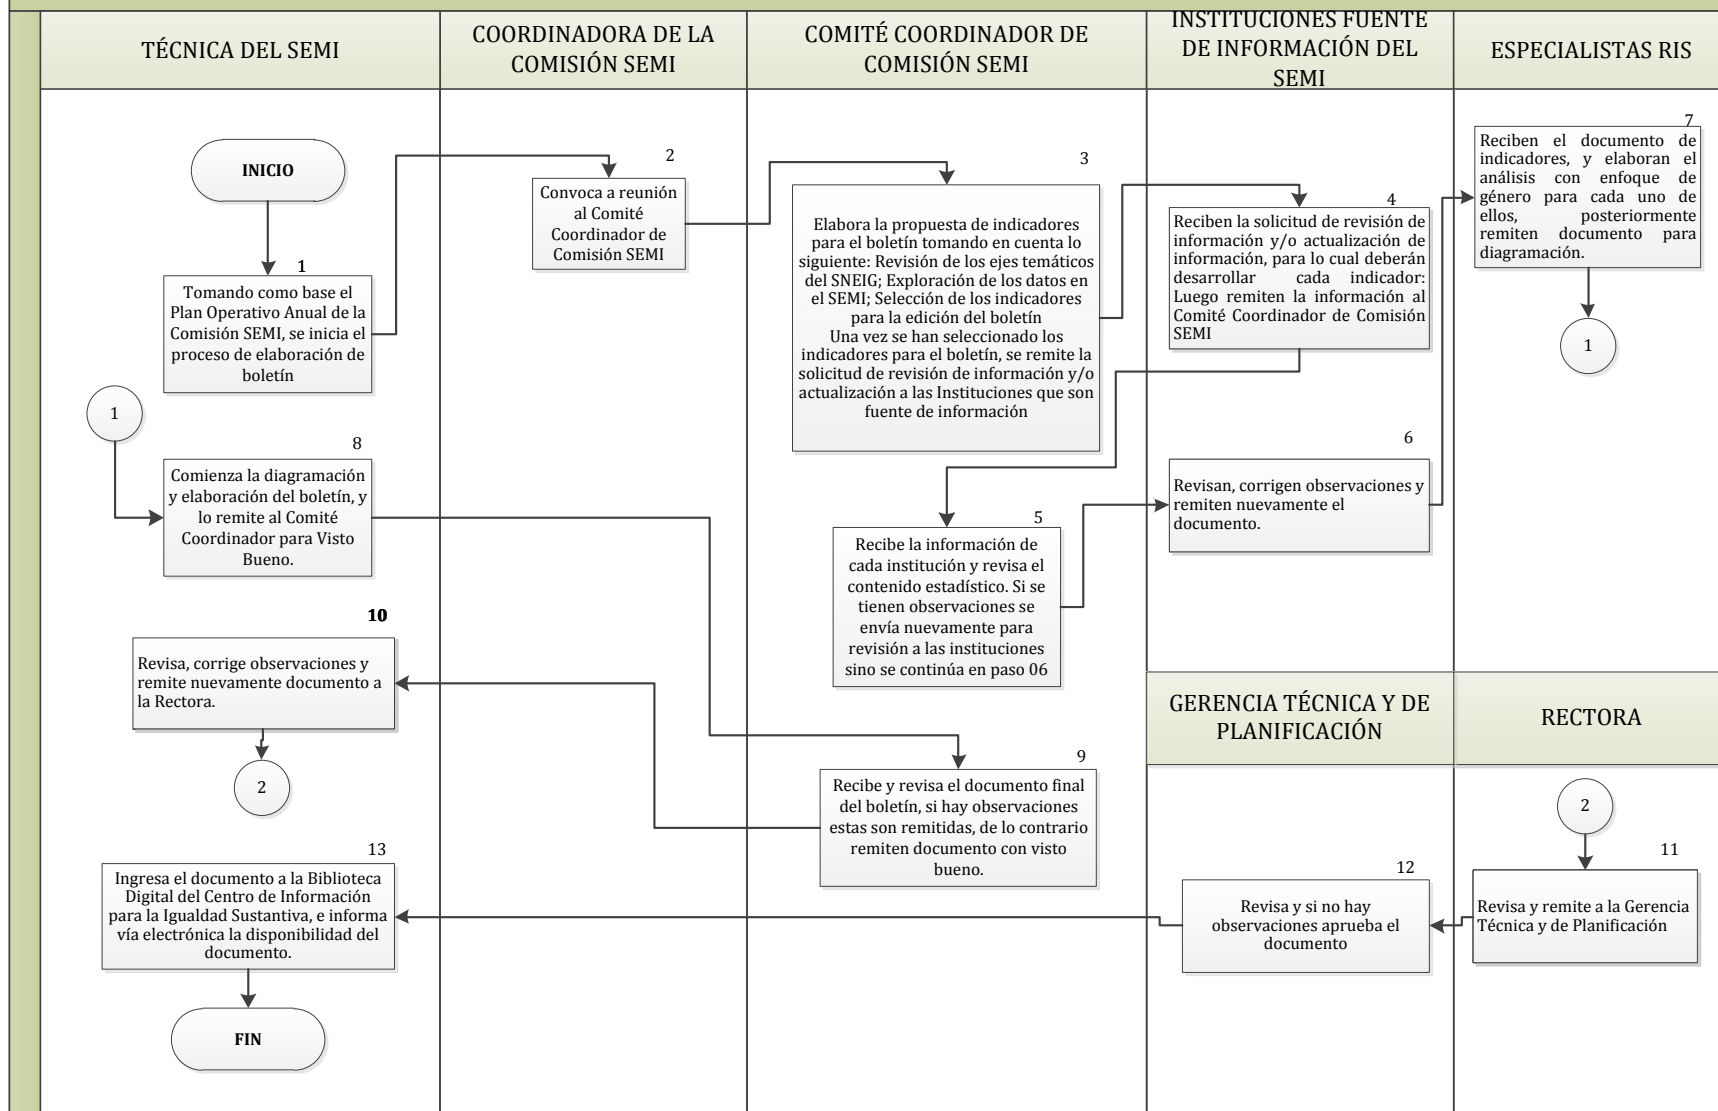 TÉCNICA DEL SEMI
COORDINADORA DE LA
COMISIÓN SEMI
COMITÉ COORDINADOR DE
COMISIÓN SEMI
INSTITUCIONES FUENTE
DE INFORMACIÓN DEL
SEMI
ESPECIALISTAS RIS
INICIO
1
Tomando como base el
Plan Operativo Anual de la
Comisión SEMI, se inicia el
proceso de elaboración de
boletín
2
Convoca a reunión
al Comité
Coordinador de
Comisión SEMI
3
Elabora la propuesta de indicadores
para el boletín tomando en cuenta lo
siguiente: Revisión de los ejes temáticos
del SNEIG; Exploración de los datos en
el SEMI; Selección de los indicadores
para la edición del boletín
Una vez se han seleccionado los
indicadores para el boletín, se remite la
solicitud de revisión de información y/o
actualización a las Instituciones que son
fuente de información
4
Reciben la solicitud de revisión de
información y/o actualización de
información, para lo cual deberán
desarrollar cada indicador:
Luego remiten la información al
Comité Coordinador de Comisión
SEMI
7
Reciben el documento de
indicadores, y elaboran el
análisis con enfoque de
género para cada uno de
ellos, posteriormente
remiten documento para
diagramación.
1
1
8
Comienza la diagramación
y elaboración del boletín, y
lo remite al Comité
Coordinador para Visto
Bueno.
5
Recibe la información de
cada institución y revisa el
contenido estadístico. Si se
tienen observaciones se
envía nuevamente para
revisión a las instituciones
sino se continúa en paso 06
6
Revisan, corrigen observaciones y
remiten nuevamente el
documento.
10
Revisa, corrige observaciones y
remite nuevamente documento a
la Rectora.
2
GERENCIA TÉCNICA Y DE
PLANIFICACIÓN
RECTORA
9
Recibe y revisa el documento final
del boletín, si hay observaciones
estas son remitidas, de lo contrario
remiten documento con visto
bueno.
2
11
Revisa y remite a la Gerencia
Técnica y de Planificación
12
Revisa y si no hay
observaciones aprueba el
documento
13
Ingresa el documento a la Biblioteca
Digital del Centro de Información
para la Igualdad Sustantiva, e informa
vía electrónica la disponibilidad del
documento.
FIN